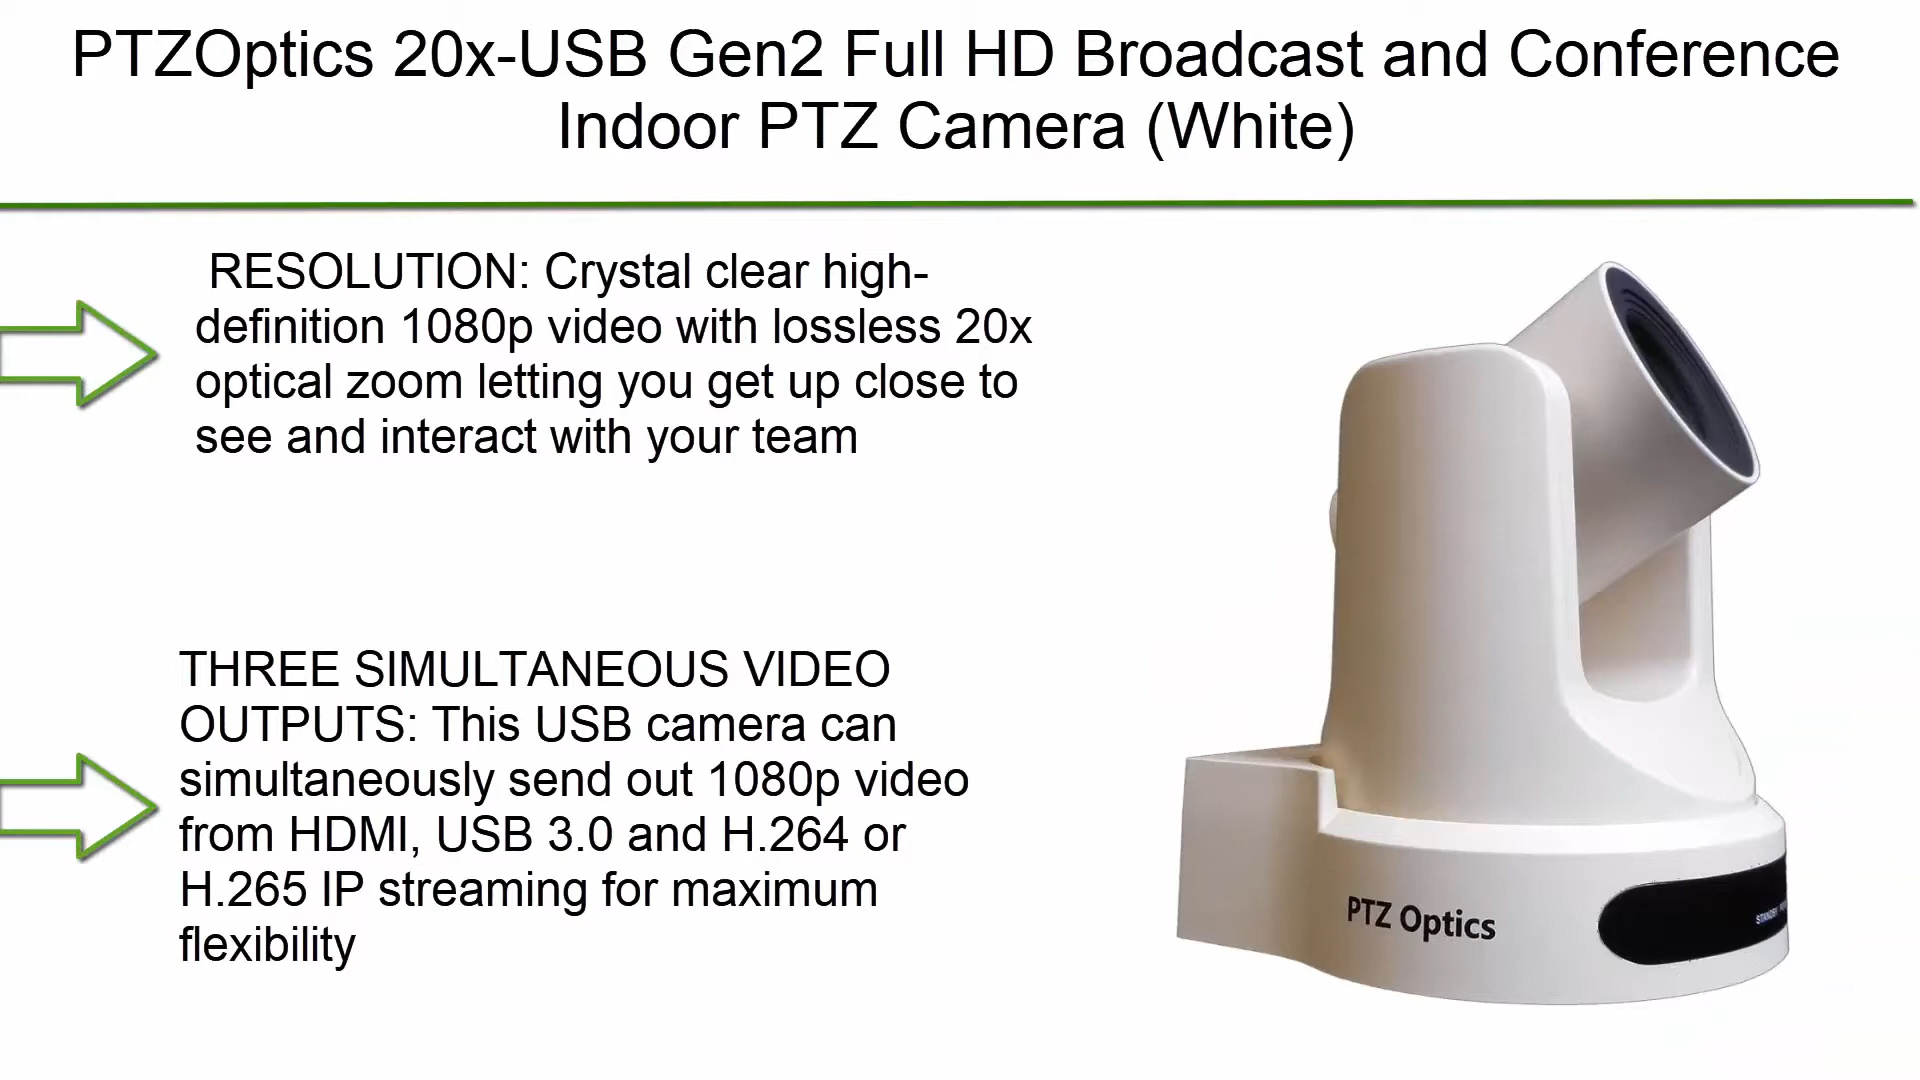 PTZOptics 20x-USB Gen2 Full HD Broadcast and Conference
Indoor PTZ Camera (White)
RESOLUTION: Crystal clear high-
definition 1080p video with lossless 20x
optical zoom letting you get up close to
see and interact with your team
THREE SIMULTANEOUS VIDEO
OUTPUTS: This USB camera can
simultaneously send out 1080p video
from HDMI, USB 3.0 and H.264 or
H.265 IP streaming for maximum
flexibility
PTZ Optics
STANDBY